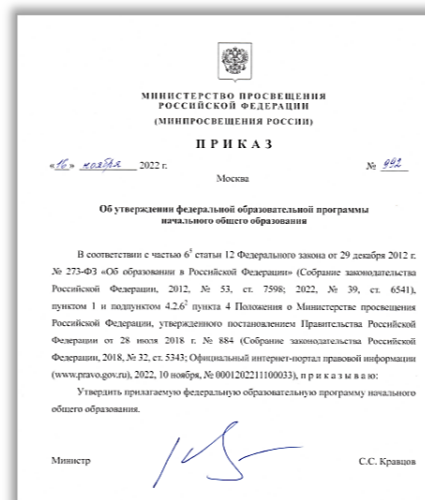 МИНИСТЕРСТВО ПРОСВЕЩЕНИЯ
РОССИЙСКОЙ ФЕДЕРАЦИИ
(МИНПРОСВЕЩЕНИЯ РОССИИ)
ПРИКАЗ
«16» ноября 2022 г. № 992
Москва
Об утверждении федеральной образовательной программы
начального общего образования
В соответствии с частью 6⁵ статьи 12 Федерального закона от 29 декабря 2012 г.
№ 273-ФЗ «Об образовании в Российской Федерации» (Собрание законодательства
Российской Федерации, 2012, № 53, ст. 7598; 2022, № 39, ст. 6541),
пунктом 1 и подпунктом 4.2.6² пункта 4 Положения о Министерстве просвещения
Российской Федерации, утвержденного постановлением Правительства Российской
Федерации от 28 июля 2018 г. № 884 (Собрание законодательства Российской
Федерации, 2018, № 32, ст. 5343; Официальный интернет-портал правовой информации
(www.pravo.gov.ru), 2022, 10 ноября, № 0001202211100033), приказываю:
Утвердить прилагаемую федеральную образовательную программу начального
общего образования.
Министр С.С. Кравцов